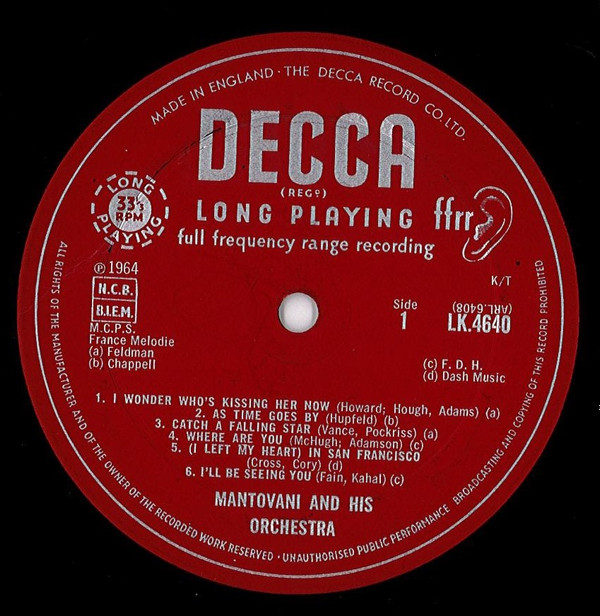 MADE IN ENGLAND · THE DECCA RECORD CO. LTD.
DECCA
(REGD)
LONG PLAYING
33⅓ RPM
LONG PLAYING
ffrr
full frequency range recording
℗ 1964
N.C.B.
B.I.E.M.
M.C.P.S.
France Melodie
(a) Feldman
(b) Chappell
K/T
Side
1
(ARL.6408)
LK.4640
(c) F. D. H.
(d) Dash Music
1. I WONDER WHO'S KISSING HER NOW (Howard; Hough, Adams) (a)
2. AS TIME GOES BY (Hupfeld) (b)
3. CATCH A FALLING STAR (Vance, Pockriss) (a)
4. WHERE ARE YOU (McHugh; Adamson) (c)
5. (I LEFT MY HEART) IN SAN FRANCISCO
(Cross, Cory) (d)
6. I'LL BE SEEING YOU (Fain, Kahal) (c)
MANTOVANI AND HIS
ORCHESTRA
ALL RIGHTS OF THE MANUFACTURER AND OF THE OWNER OF THE RECORDED WORK RESERVED · UNAUTHORISED PUBLIC PERFORMANCE BROADCASTING AND COPYING OF THIS RECORD PROHIBITED